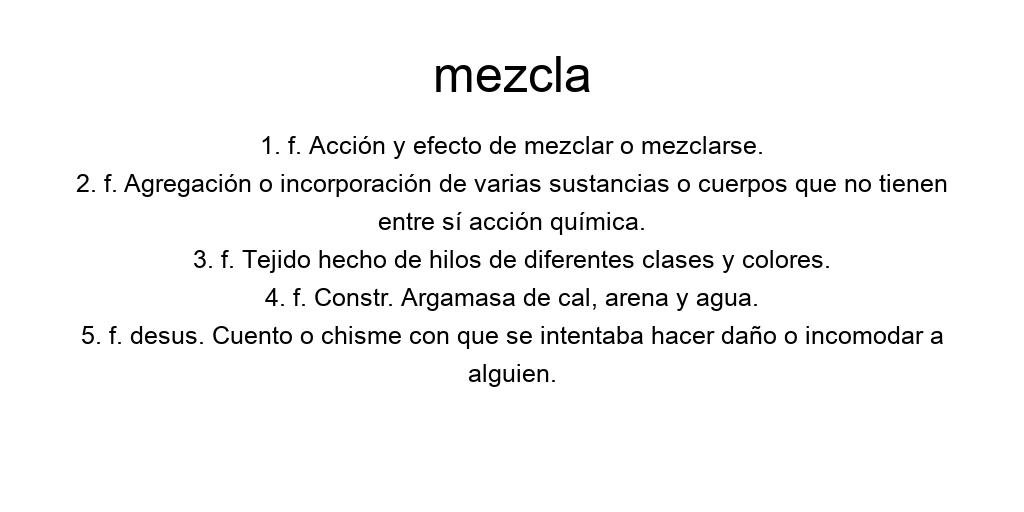 mezcla
1. f. Acción y efecto de mezclar o mezclarse.
2. f. Agregación o incorporación de varias sustancias o cuerpos que no tienen
entre sí acción química.
3. f. Tejido hecho de hilos de diferentes clases y colores.
4. f. Constr. Argamasa de cal, arena y agua.
5. f. desus. Cuento o chisme con que se intentaba hacer daño o incomodar a
alguien.